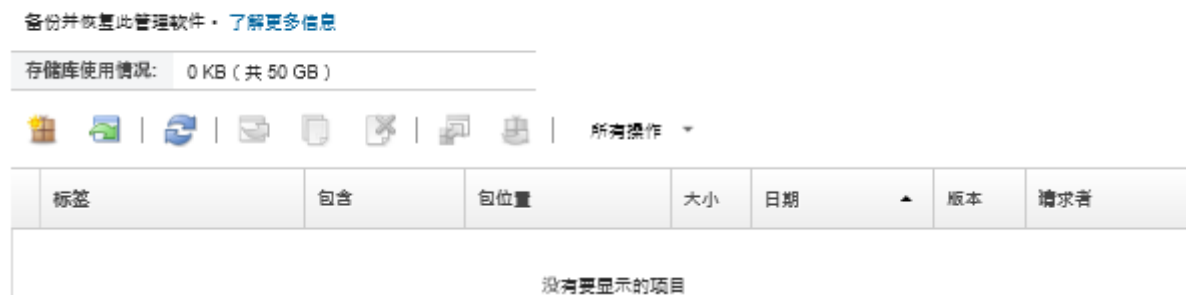 备份并恢复此管理软件。 了解更多信息
存储库使用情况: 0 KB ( 共 50 GB )
所有操作
标签 包含 包位置 大小 日期 版本 请求者
没有要显示的项目